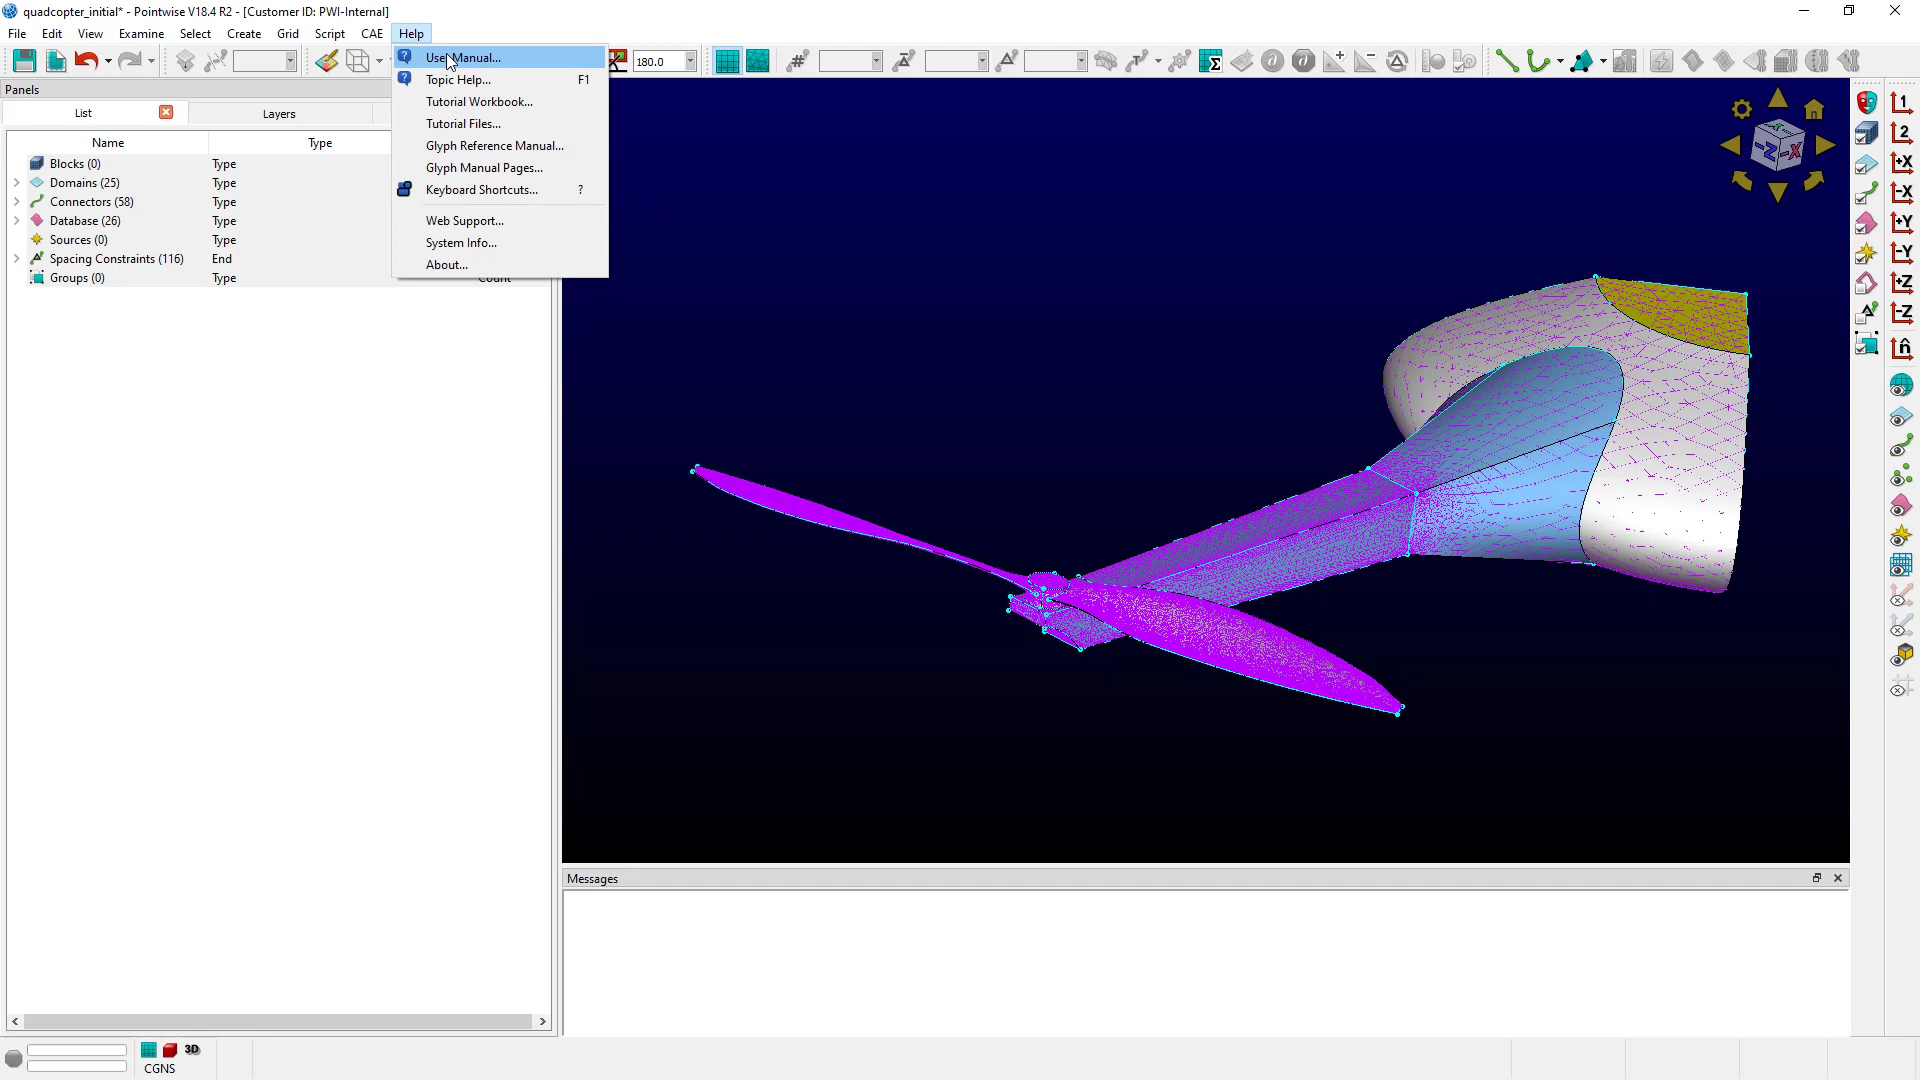 quadcopter_initial* - Pointwise V18.4 R2 - [Customer ID: PWI-Internal]
File Edit View Examine Select Create Grid Script CAE Help
180.0
Panels
List Layers
Name Type
Blocks (0) Type
Domains (25) Type
Connectors (58) Type
Database (26) Type
Sources (0) Type
Spacing Constraints (116) End
Groups (0) Type Count
User Manual...
Topic Help... F1
Tutorial Workbook...
Tutorial Files...
Glyph Reference Manual...
Glyph Manual Pages...
Keyboard Shortcuts... ?
Web Support...
System Info...
About...
-Z -X
1
2
+X
-X
+Y
-Y
+Z
-Z
n̂
Messages
3D
CGNS